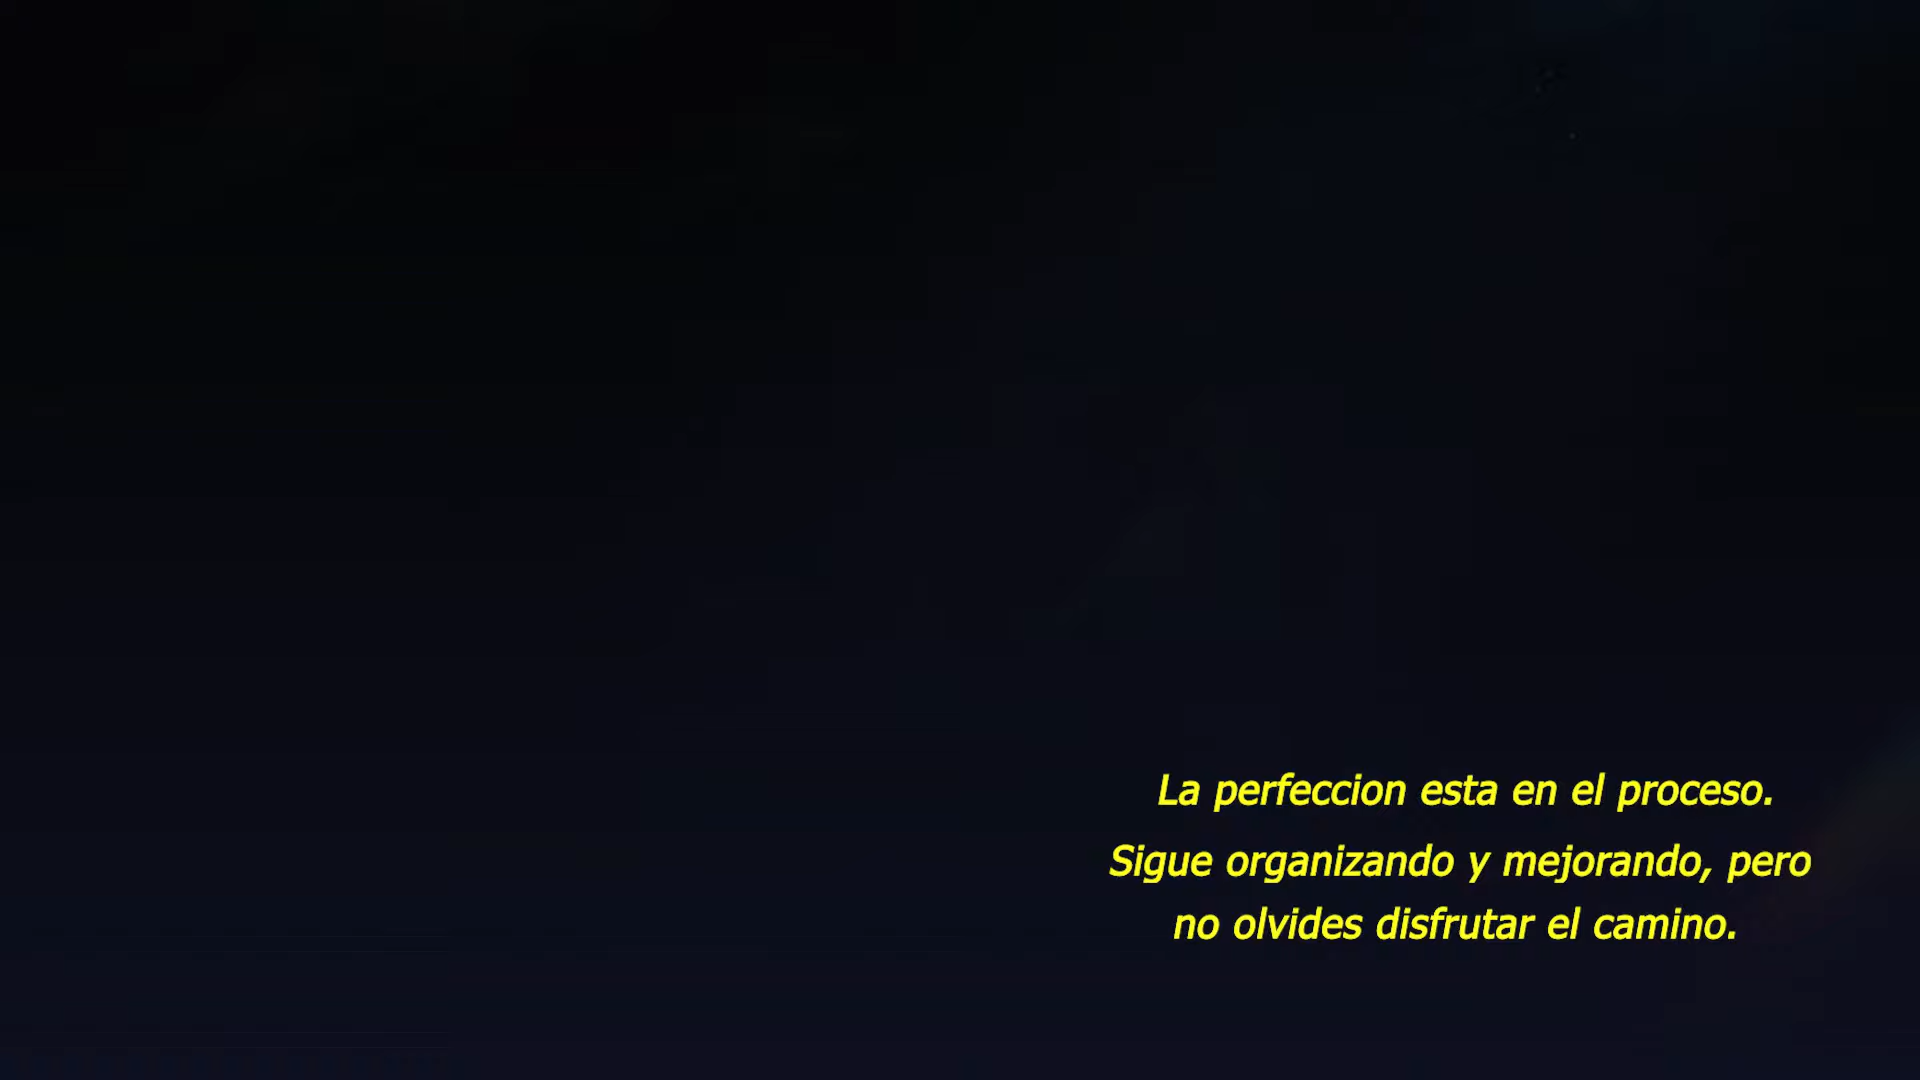 La perfeccion esta en el proceso.
Sigue organizando y mejorando, pero
no olvides disfrutar el camino.